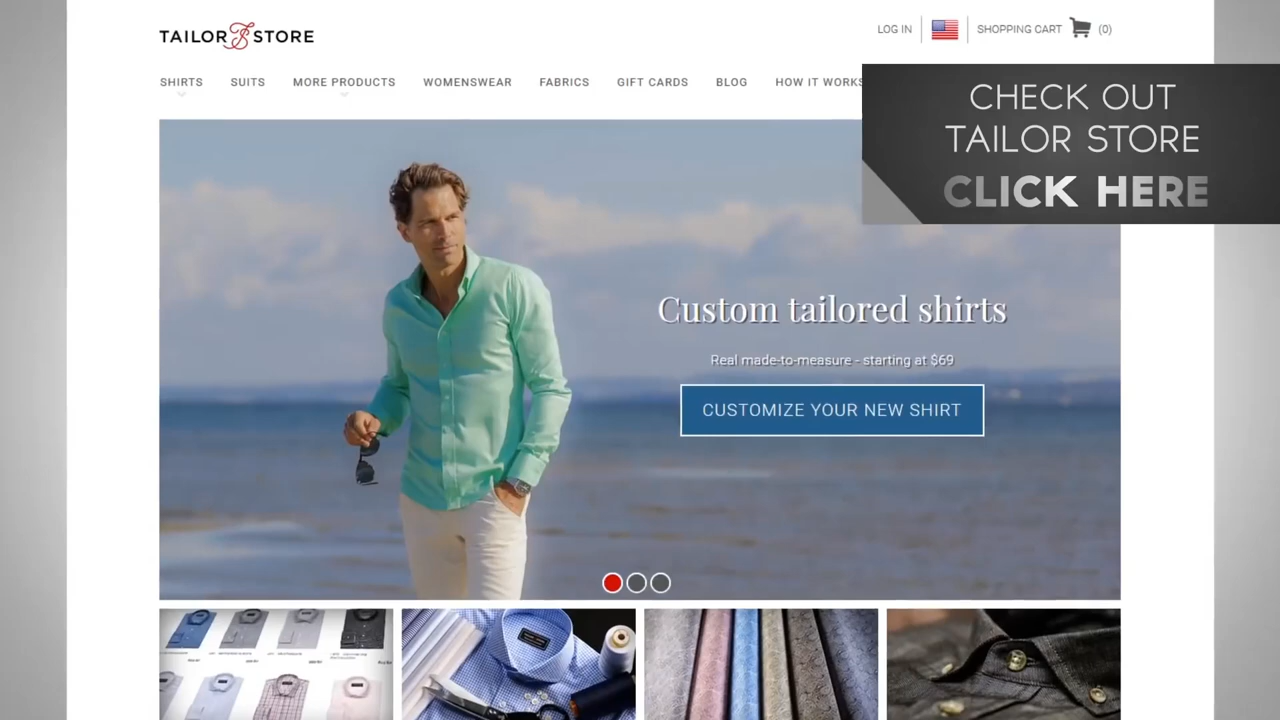 TAILOR STORE
LOG IN
SHOPPING CART (0)
SHIRTS SUITS MORE PRODUCTS WOMENSWEAR FABRICS GIFT CARDS BLOG HOW IT WORKS
CHECK OUT
TAILOR STORE
CLICK HERE
Custom tailored shirts
Real made-to-measure - starting at $69
CUSTOMIZE YOUR NEW SHIRT